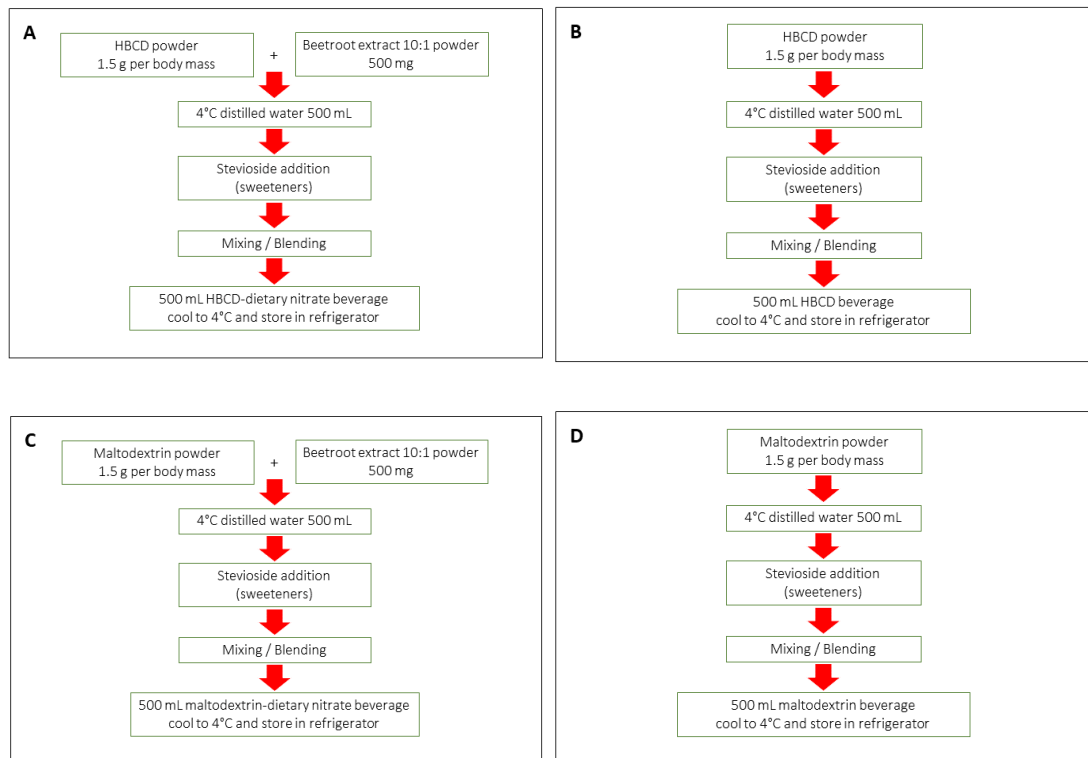 A
HBCD powder
1.5 g per body mass
+
Beetroot extract 10:1 powder
500 mg
4°C distilled water 500 mL
Stevioside addition
(sweeteners)
Mixing / Blending
500 mL HBCD-dietary nitrate beverage
cool to 4°C and store in refrigerator
B
HBCD powder
1.5 g per body mass
4°C distilled water 500 mL
Stevioside addition
(sweeteners)
Mixing / Blending
500 mL HBCD beverage
cool to 4°C and store in refrigerator
C
Maltodextrin powder
1.5 g per body mass
+
Beetroot extract 10:1 powder
500 mg
4°C distilled water 500 mL
Stevioside addition
(sweeteners)
Mixing / Blending
500 mL maltodextrin-dietary nitrate beverage
cool to 4°C and store in refrigerator
D
Maltodextrin powder
1.5 g per body mass
4°C distilled water 500 mL
Stevioside addition
(sweeteners)
Mixing / Blending
500 mL maltodextrin beverage
cool to 4°C and store in refrigerator